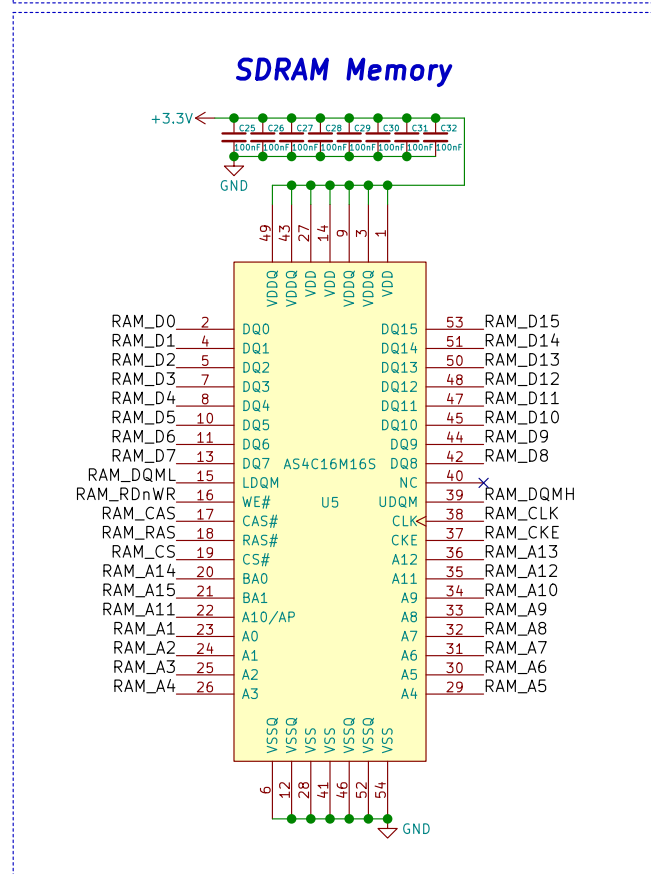 SDRAM Memory
+3.3V
C25 C26 C27 C28 C29 C30 C31 C32
100nF 100nF 100nF 100nF 100nF 100nF 100nF 100nF
GND
49 43 27 14 9 3 1
VDDQ VDDQ VDD VDD VDDQ VDDQ VDD
RAM_D0 2 DQ0 DQ15 53 RAM_D15
RAM_D1 4 DQ1 DQ14 51 RAM_D14
RAM_D2 5 DQ2 DQ13 50 RAM_D13
RAM_D3 7 DQ3 DQ12 48 RAM_D12
RAM_D4 8 DQ4 DQ11 47 RAM_D11
RAM_D5 10 DQ5 DQ10 45 RAM_D10
RAM_D6 11 DQ6 DQ9 44 RAM_D9
RAM_D7 13 DQ7 AS4C16M16S DQ8 42 RAM_D8
RAM_DQML 15 LDQM NC 40
RAM_RDnWR 16 WE# U5 UDQM 39 RAM_DQMH
RAM_CAS 17 CAS# CLK 38 RAM_CLK
RAM_RAS 18 RAS# CKE 37 RAM_CKE
RAM_CS 19 CS# A12 36 RAM_A13
RAM_A14 20 BA0 A11 35 RAM_A12
RAM_A15 21 BA1 A9 34 RAM_A10
RAM_A11 22 A10/AP A8 33 RAM_A9
RAM_A1 23 A0 A7 32 RAM_A8
RAM_A2 24 A1 A6 31 RAM_A7
RAM_A3 25 A2 A5 30 RAM_A6
RAM_A4 26 A3 A4 29 RAM_A5
VSSQ VSSQ VSS VSS VSSQ VSSQ VSS
6 12 28 41 46 52 54
GND